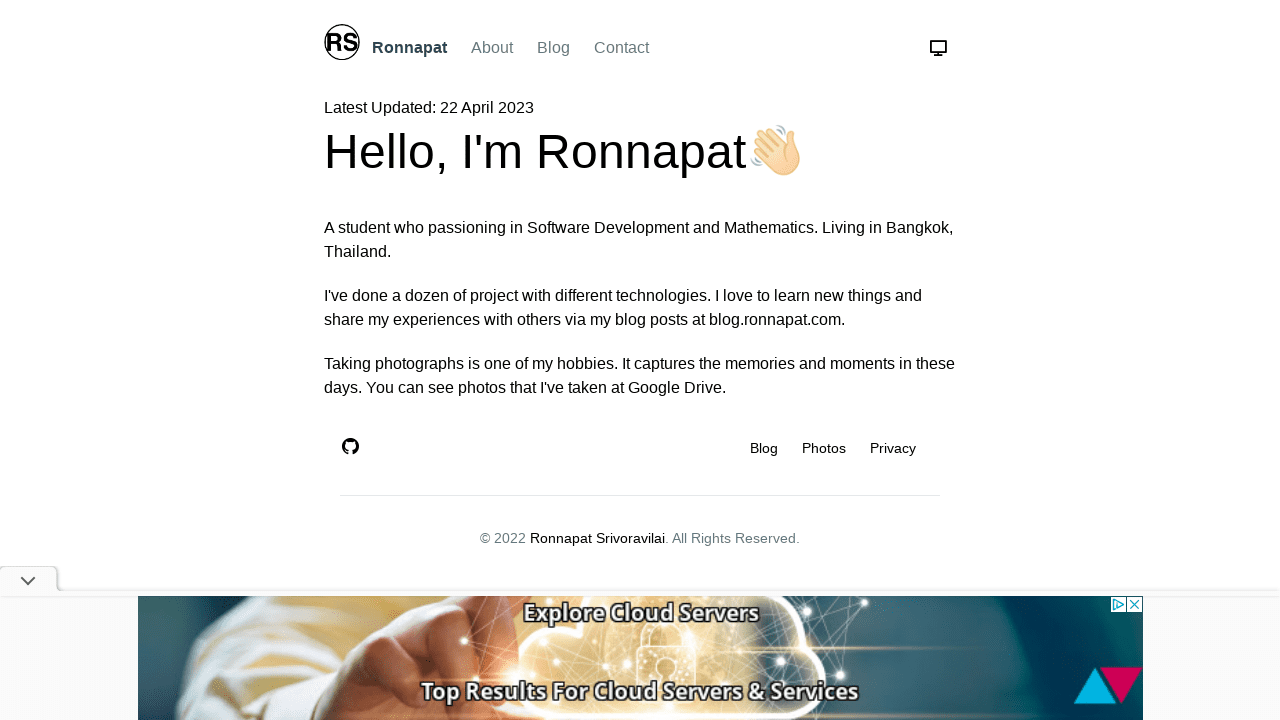 RS
Ronnapat About Blog Contact
Latest Updated: 22 April 2023
Hello, I'm Ronnapat👋🏼
A student who passioning in Software Development and Mathematics. Living in Bangkok,
Thailand.
I've done a dozen of project with different technologies. I love to learn new things and
share my experiences with others via my blog posts at blog.ronnapat.com.
Taking photographs is one of my hobbies. It captures the memories and moments in these
days. You can see photos that I've taken at Google Drive.
Blog Photos Privacy
© 2022 Ronnapat Srivoravilai. All Rights Reserved.
Explore Cloud Servers
Top Results For Cloud Servers & Services